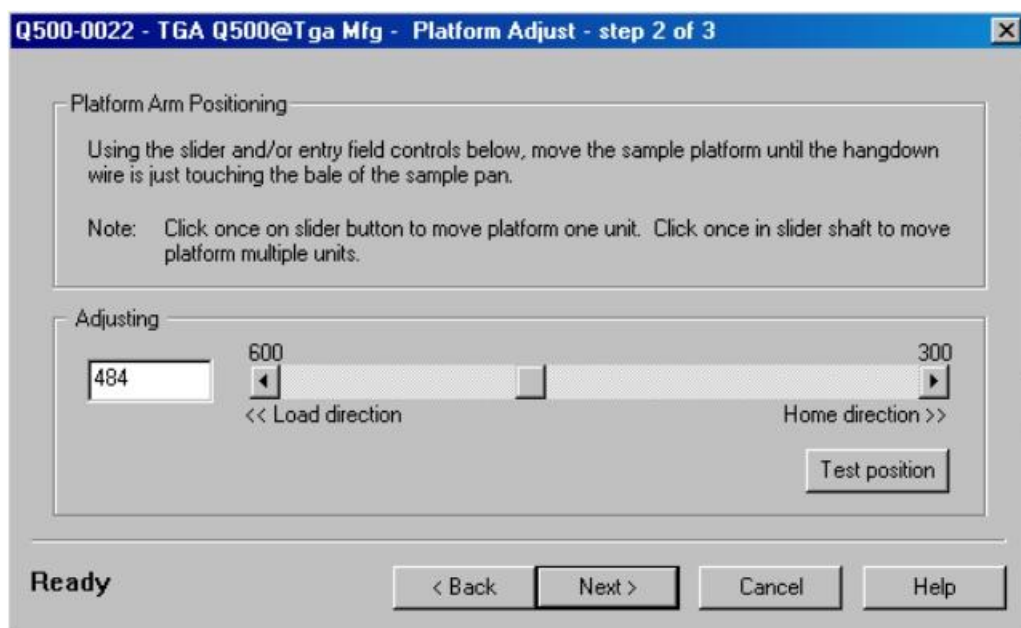 Q500-0022 - TGA Q500@Tga Mfg - Platform Adjust - step 2 of 3
Platform Arm Positioning
Using the slider and/or entry field controls below, move the sample platform until the hangdown
wire is just touching the bale of the sample pan.
Note: Click once on slider button to move platform one unit. Click once in slider shaft to move
platform multiple units.
Adjusting
600 300
484
<< Load direction Home direction >>
Test position
Ready < Back Next > Cancel Help